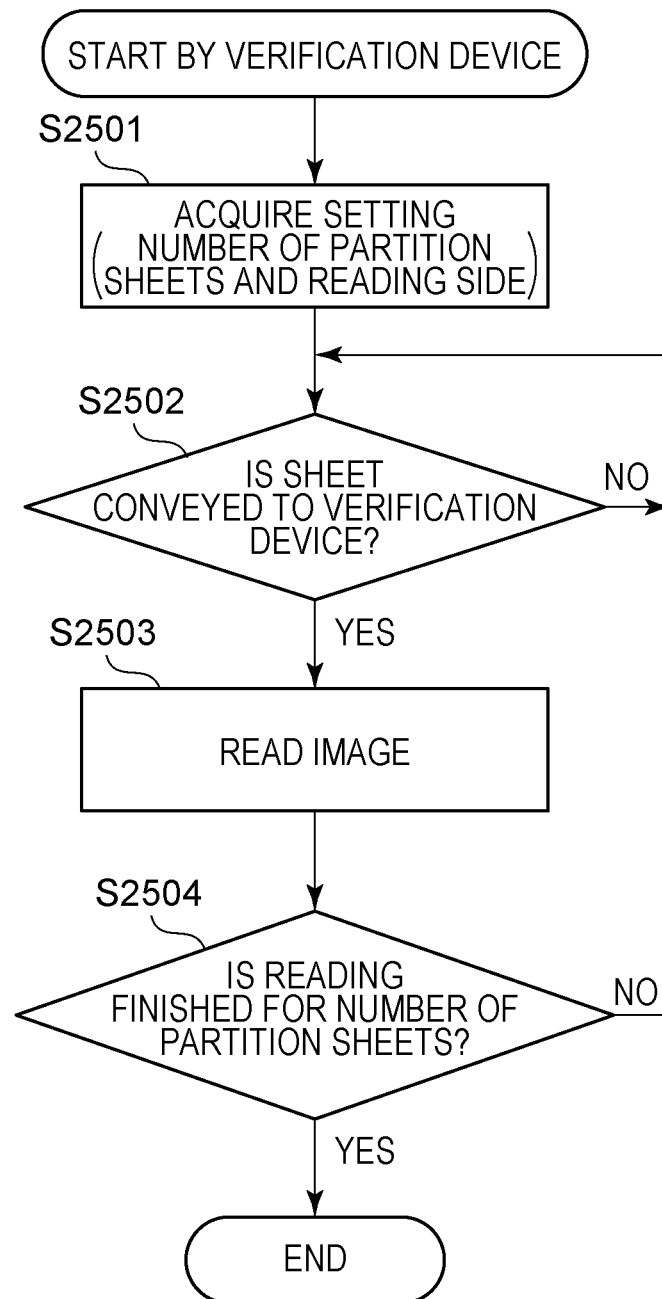 START BY VERIFICATION DEVICE
S2501
ACQUIRE SETTING
(NUMBER OF PARTITION
SHEETS AND READING SIDE)
S2502
IS SHEET
CONVEYED TO VERIFICATION
DEVICE?
NO
YES
S2503
READ IMAGE
S2504
IS READING
FINISHED FOR NUMBER OF
PARTITION SHEETS?
NO
YES
END